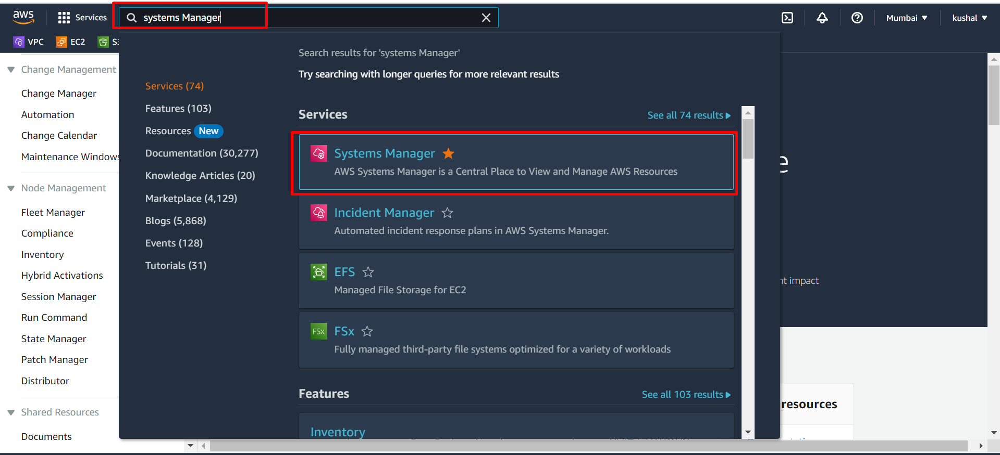 aws
Services
systems Manager
Mumbai
kushal
VPC
EC2
S3
Change Management
Change Manager
Automation
Change Calendar
Maintenance Windows
Node Management
Fleet Manager
Compliance
Inventory
Hybrid Activations
Session Manager
Run Command
State Manager
Patch Manager
Distributor
Shared Resources
Documents
Services (74)
Features (103)
Resources New
Documentation (30,277)
Knowledge Articles (20)
Marketplace (4,129)
Blogs (5,868)
Events (128)
Tutorials (31)
Search results for 'systems Manager'
Try searching with longer queries for more relevant results
Services
See all 74 results
Systems Manager
AWS Systems Manager is a Central Place to View and Manage AWS Resources
Incident Manager
Automated incident response plans in AWS Systems Manager.
EFS
Managed File Storage for EC2
FSx
FSx
Fully managed third-party file systems optimized for a variety of workloads
Features
See all 103 results
Inventory
e
nt impact
resources